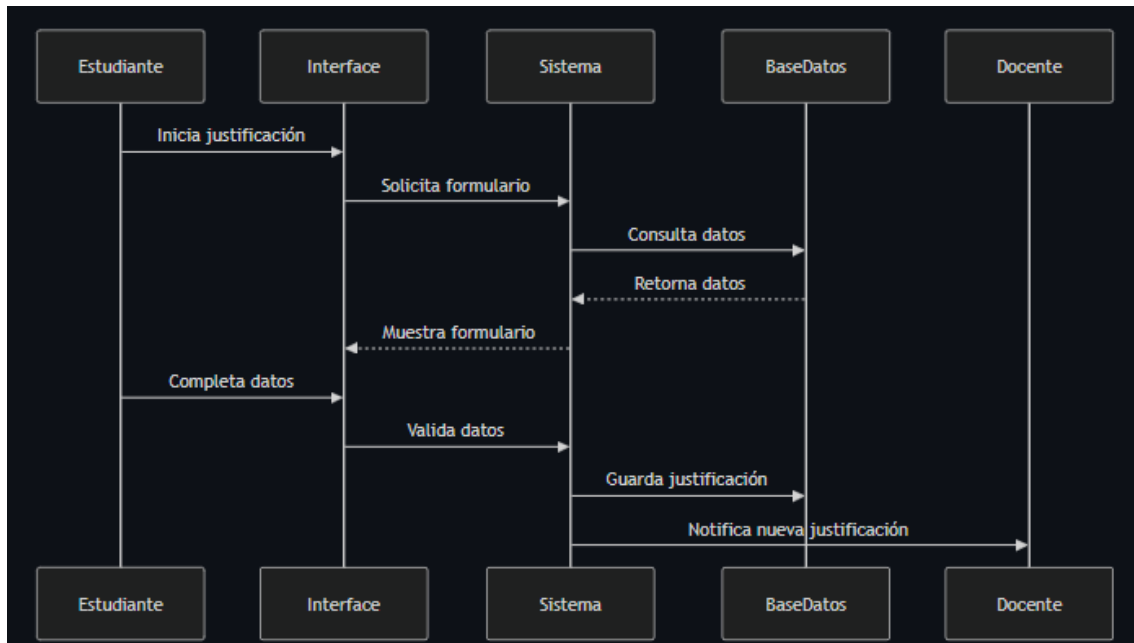 Estudiante Interface Sistema BaseDatos Docente
Inicia justificación
Solicita formulario
Consulta datos
Retorna datos
Muestra formulario
Completa datos
Valida datos
Guarda justificación
Notifica nueva justificación
Estudiante Interface Sistema BaseDatos Docente